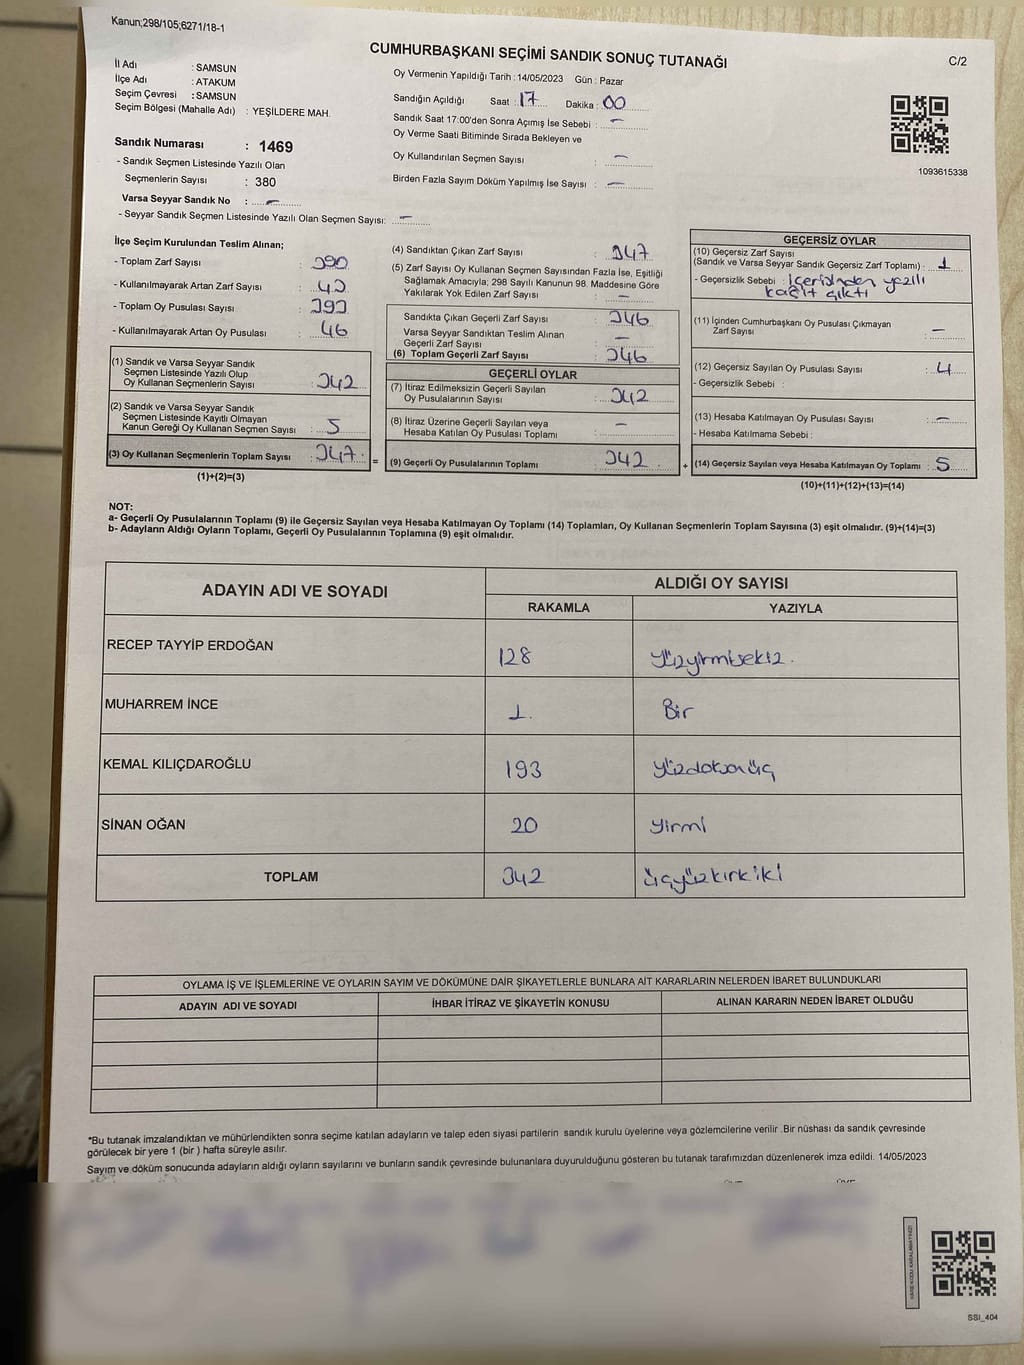 Kanun;298/105;6271/18-1
CUMHURBAŞKANI SEÇİMİ SANDIK SONUÇ TUTANAĞI
C/2
İl Adı : SAMSUN
İlçe Adı : ATAKUM
Seçim Çevresi : SAMSUN
Seçim Bölgesi (Mahalle Adı) : YEŞİLDERE MAH.
Sandık Numarası : 1469
- Sandık Seçmen Listesinde Yazılı Olan
Seçmenlerin Sayısı : 380
Varsa Seyyar Sandık No : –
- Seyyar Sandık Seçmen Listesinde Yazılı Olan Seçmen Sayısı: –
Oy Vermenin Yapıldığı Tarih : 14/05/2023 Gün : Pazar
Sandığın Açıldığı Saat : 17 Dakika : 00
Sandık Saat 17:00'den Sonra Açımış İse Sebebi : –
Oy Verme Saati Bitiminde Sırada Bekleyen ve
Oy Kullandırılan Seçmen Sayısı : –
Birden Fazla Sayım Döküm Yapılmış İse Sayısı : –
1093615338
İlçe Seçim Kurulundan Teslim Alınan;
- Toplam Zarf Sayısı : 390
- Kullanılmayarak Artan Zarf Sayısı : 43
- Toplam Oy Pusulası Sayısı : 393
- Kullanılmayarak Artan Oy Pusulası : 46
(1) Sandık ve Varsa Seyyar Sandık
Seçmen Listesinde Yazılı Olup
Oy Kullanan Seçmenlerin Sayısı : 342
(2) Sandık ve Varsa Seyyar Sandık
Seçmen Listesinde Kayıtlı Olmayan
Kanun Gereği Oy Kullanan Seçmen Sayısı : 5
(3) Oy Kullanan Seçmenlerin Toplam Sayısı : 347 =
(1)+(2)=(3)
(4) Sandıktan Çıkan Zarf Sayısı : 347
(5) Zarf Sayısı Oy Kullanan Seçmen Sayısından Fazla İse, Eşitliği
Sağlamak Amacıyla; 298 Sayılı Kanunun 98. Maddesine Göre
Yakılarak Yok Edilen Zarf Sayısı : –
Sandıkta Çıkan Geçerli Zarf Sayısı : 346
Varsa Seyyar Sandıktan Teslim Alınan
Geçerli Zarf Sayısı : –
(6) Toplam Geçerli Zarf Sayısı : 346
GEÇERLİ OYLAR
(7) İtiraz Edilmeksizin Geçerli Sayılan
Oy Pusulalarının Sayısı : 342
(8) İtiraz Üzerine Geçerli Sayılan veya
Hesaba Katılan Oy Pusulası Toplamı : –
(9) Geçerli Oy Pusulalarının Toplamı : 342 +
GEÇERSİZ OYLAR
(10) Geçersiz Zarf Sayısı
(Sandık ve Varsa Seyyar Sandık Geçersiz Zarf Toplamı) : 1
- Geçersizlik Sebebi : İçerisinden yazılı
kağıt çıktı
(11) İçinden Cumhurbaşkanı Oy Pusulası Çıkmayan
Zarf Sayısı : –
(12) Geçersiz Sayılan Oy Pusulası Sayısı : 4
- Geçersizlik Sebebi :
(13) Hesaba Katılmayan Oy Pusulası Sayısı : –
- Hesaba Katılmama Sebebi :
(14) Geçersiz Sayılan veya Hesaba Katılmayan Oy Toplamı : 5
(10)+(11)+(12)+(13)=(14)
NOT:
a- Geçerli Oy Pusulalarının Toplamı (9) ile Geçersiz Sayılan veya Hesaba Katılmayan Oy Toplamı (14) Toplamları, Oy Kullanan Seçmenlerin Toplam Sayısına (3) eşit olmalıdır. (9)+(14)=(3)
b- Adayların Aldığı Oyların Toplamı, Geçerli Oy Pusulalarının Toplamına (9) eşit olmalıdır.
ADAYIN ADI VE SOYADI
ALDIĞI OY SAYISI
RAKAMLA YAZIYLA
RECEP TAYYİP ERDOĞAN 128 Yüzyirmisekiz.
MUHARREM İNCE 1. Bir
KEMAL KILIÇDAROĞLU 193 Yüzdoksanüç
SİNAN OĞAN 20 Yirmi
TOPLAM 342 üçyüzkırkiki
OYLAMA İŞ VE İŞLEMLERİNE VE OYLARIN SAYIM VE DÖKÜMÜNE DAİR ŞİKAYETLERLE BUNLARA AİT KARARLARIN NELERDEN İBARET BULUNDUKLARI
ADAYIN ADI VE SOYADI İHBAR İTİRAZ VE ŞİKAYETİN KONUSU ALINAN KARARIN NEDEN İBARET OLDUĞU
*Bu tutanak imzalandıktan ve mühürlendikten sonra seçime katılan adayların ve talep eden siyasi partilerin sandık kurulu üyelerine veya gözlemcilerine verilir .Bir nüshası da sandık çevresinde
görülecek bir yere 1 (bir ) hafta süreyle asılır.
Sayım ve döküm sonucunda adayların aldığı oyların sayılarını ve bunların sandık çevresinde bulunanlara duyurulduğunu gösteren bu tutanak tarafımızdan düzenlenerek imza edildi. 14/05/2023
SSI_404